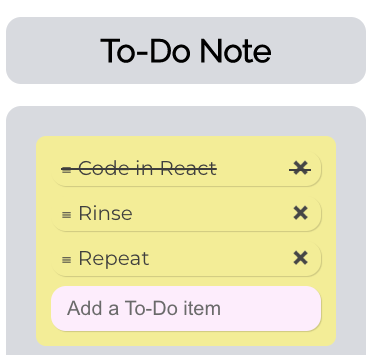 To-Do Note
≡ Code in React ✖
≡ Rinse ✖
≡ Repeat ✖
Add a To-Do item